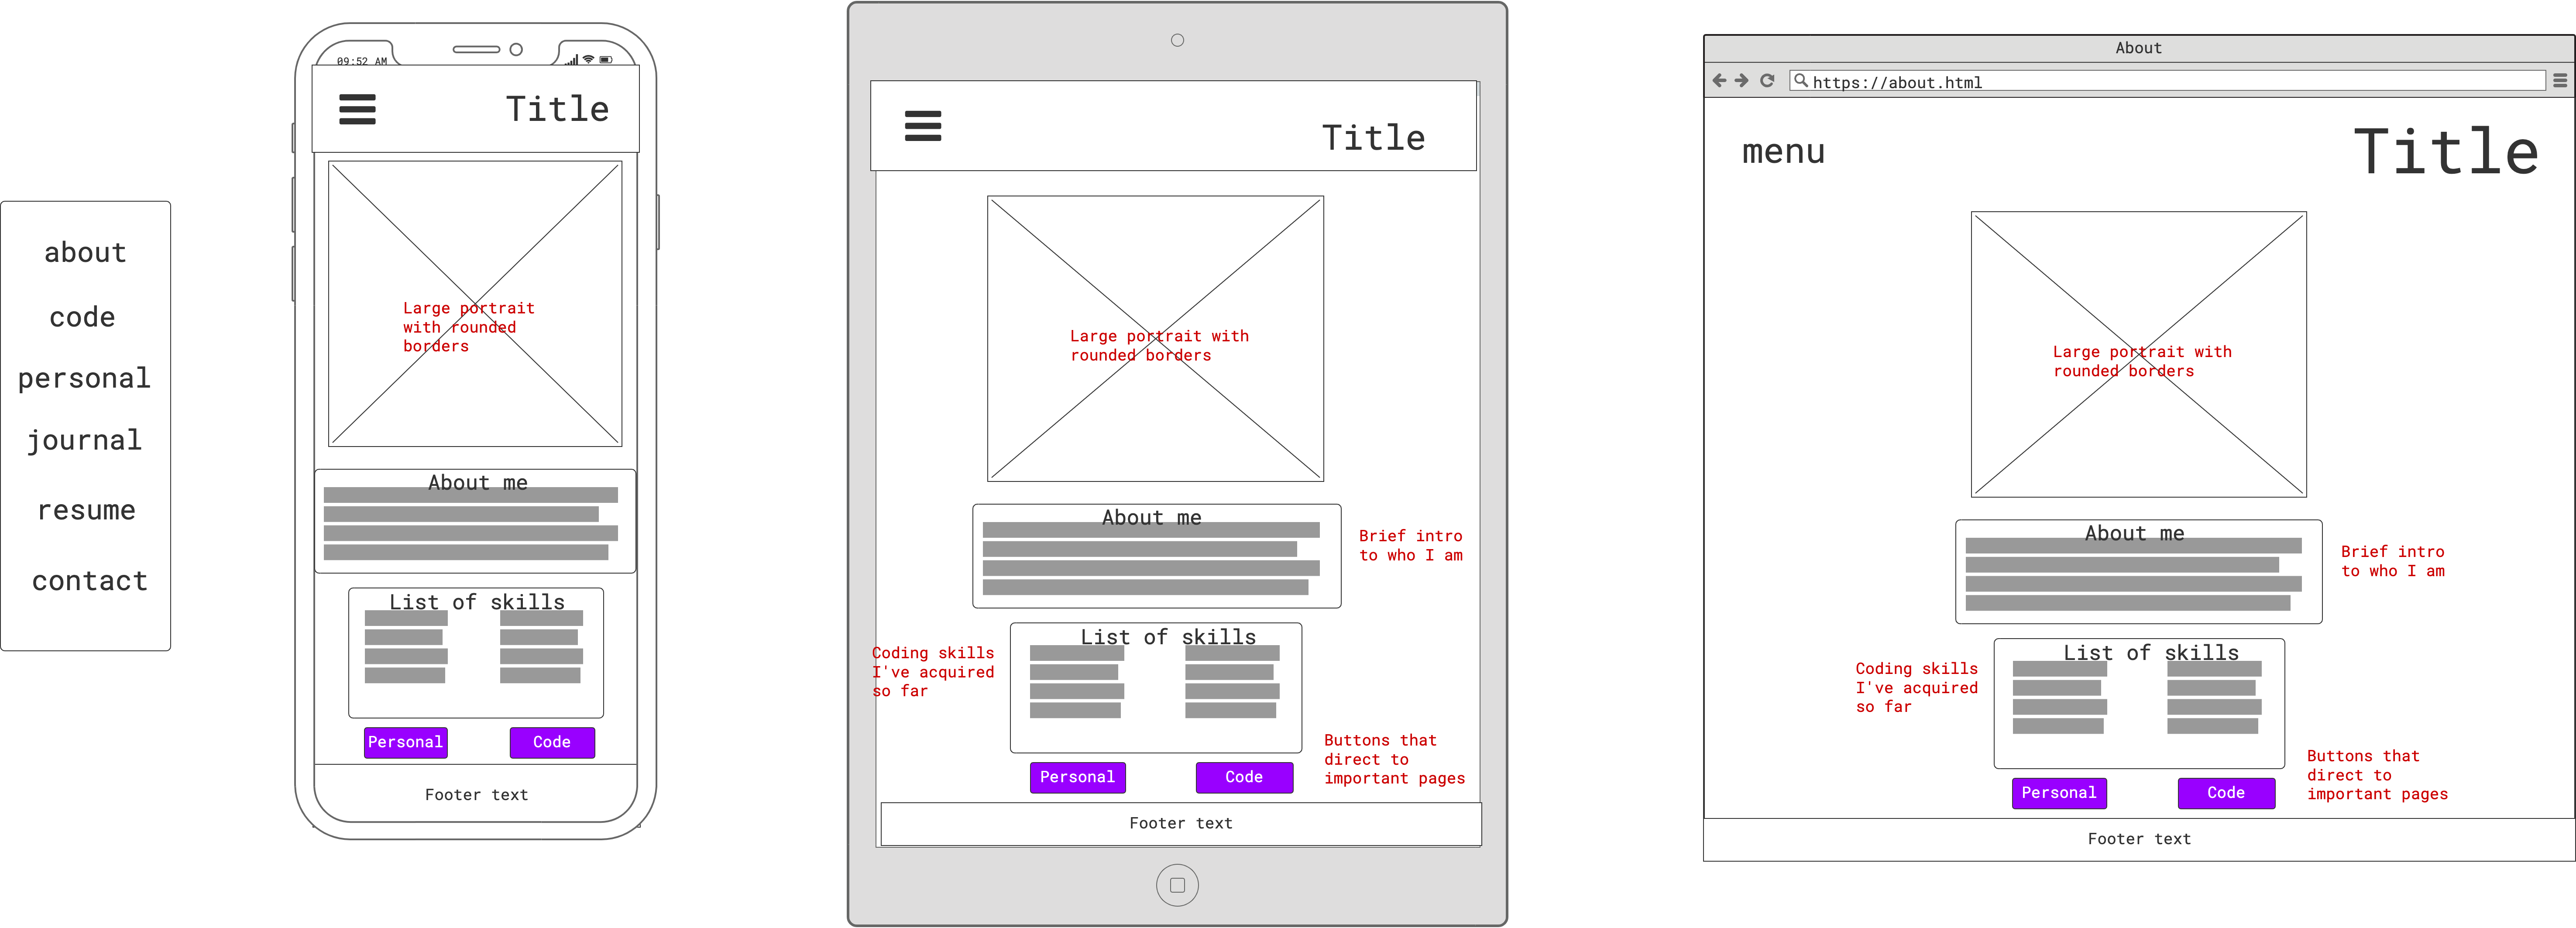 about
code
personal
journal
resume
contact
09:52 AM
Title
Large portrait
with rounded
borders
About me
List of skills
Personal
Code
Footer text
Title
Large portrait with
rounded borders
About me
Brief intro
to who I am
List of skills
Coding skills
I've acquired
so far
Buttons that
direct to
important pages
Personal
Code
Footer text
About
https://about.html
menu
Title
Large portrait with
rounded borders
About me
Brief intro
to who I am
List of skills
Coding skills
I've acquired
so far
Buttons that
direct to
important pages
Personal
Code
Footer text